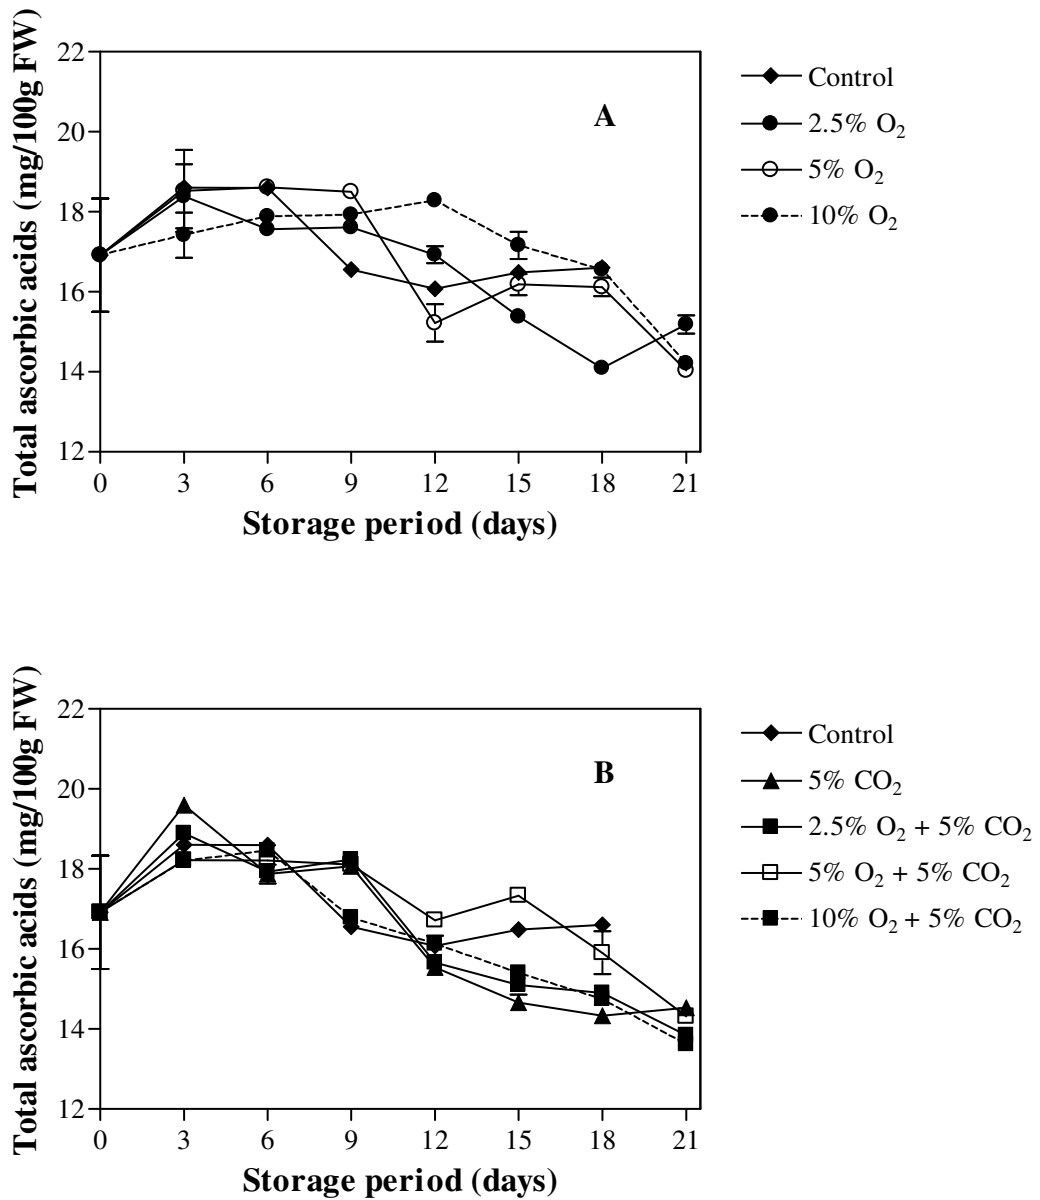 Total ascorbic acids (mg/100g FW)
22
20
18
16
14
12
A
0 3 6 9 12 15 18 21
Storage period (days)
Control
2.5% O₂
5% O₂
10% O₂
Total ascorbic acids (mg/100g FW)
22
20
18
16
14
12
B
0 3 6 9 12 15 18 21
Storage period (days)
Control
5% CO₂
2.5% O₂ + 5% CO₂
5% O₂ + 5% CO₂
10% O₂ + 5% CO₂